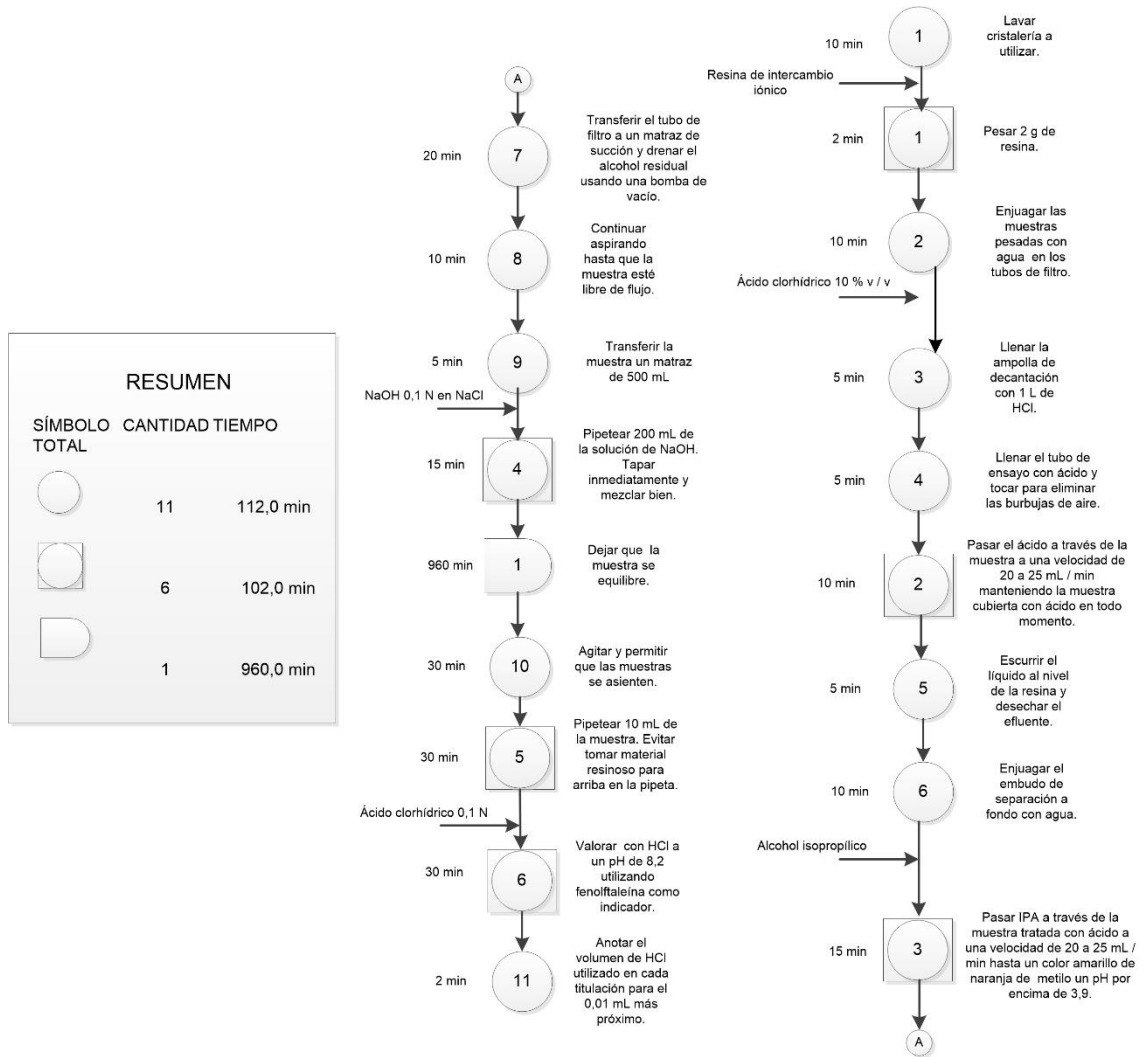 RESUMEN
SÍMBOLO CANTIDAD TIEMPO
TOTAL
11 112,0 min
6 102,0 min
1 960,0 min
A
20 min
7
Transferir el tubo de
filtro a un matraz de
succión y drenar el
alcohol residual
usando una bomba de
vacío.
10 min
8
Continuar
aspirando
hasta que la
muestra esté
libre de flujo.
5 min
9
Transferir la
muestra un matraz
de 500 mL
NaOH 0,1 N en NaCl
15 min
4
Pipetear 200 mL de
la solución de NaOH.
Tapar
inmediatamente y
mezclar bien.
960 min
1
Dejar que la
muestra se
equilibre.
30 min
10
Agitar y permitir
que las muestras
se asienten.
30 min
5
Pipetear 10 mL de
la muestra. Evitar
tomar material
resinoso para
arriba en la pipeta.
Ácido clorhídrico 0,1 N
30 min
6
Valorar con HCl a
un pH de 8,2
utilizando
fenolftaleína como
indicador.
2 min
11
Anotar el
volumen de HCl
utilizado en cada
titulación para el
0,01 mL más
próximo.
10 min
1
Lavar
cristalería a
utilizar.
Resina de intercambio
iónico
2 min
1
Pesar 2 g de
resina.
10 min
2
Enjuagar las
muestras
pesadas con
agua en los
tubos de filtro.
Ácido clorhídrico 10 % v / v
5 min
3
Llenar la
ampolla de
decantación
con 1 L de
HCl.
5 min
4
Llenar el tubo de
ensayo con ácido y
tocar para eliminar
las burbujas de aire.
10 min
2
Pasar el ácido a través de la
muestra a una velocidad de
20 a 25 mL / min
manteniendo la muestra
cubierta con ácido en todo
momento.
5 min
5
Escurrir el
líquido al nivel
de la resina y
desechar el
efluente.
10 min
6
Enjuagar el
embudo de
separación a
fondo con agua.
Alcohol isopropílico
15 min
3
Pasar IPA a través de la
muestra tratada con ácido a
una velocidad de 20 a 25 mL /
min hasta un color amarillo de
naranja de metilo un pH por
encima de 3,9.
A